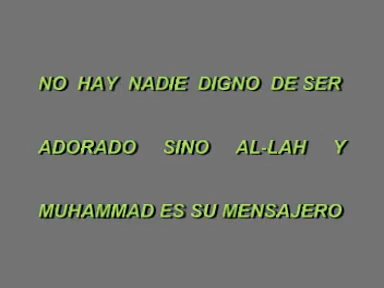 NO HAY NADIE DIGNO DE SER
ADORADO SINO AL-LAH Y
MUHAMMAD ES SU MENSAJERO